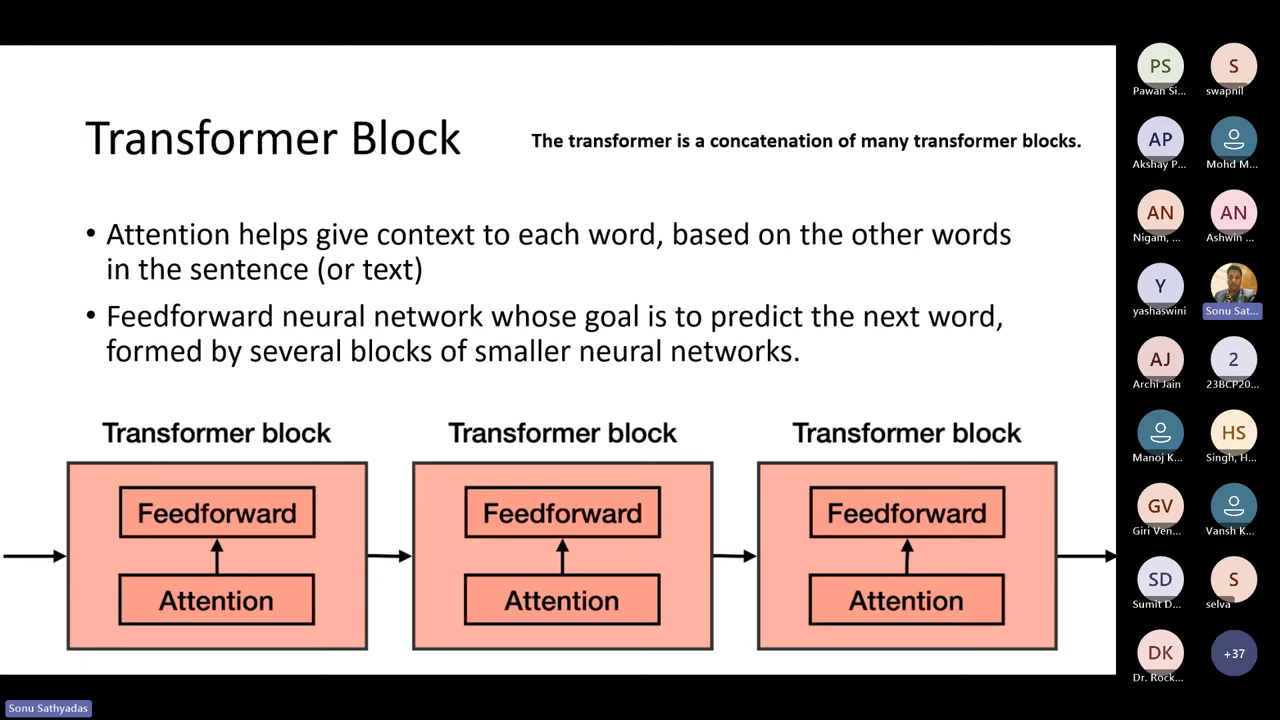 Transformer Block
The transformer is a concatenation of many transformer blocks.
• Attention helps give context to each word, based on the other words
in the sentence (or text)
• Feedforward neural network whose goal is to predict the next word,
formed by several blocks of smaller neural networks.
Transformer block
Transformer block
Transformer block
Feedforward
Feedforward
Feedforward
Attention
Attention
Attention
PS
S
Pawan Si...
swapnil
AP
Akshay P...
Mohd M...
AN
AN
Nigam, ...
Ashwin ...
Y
yashaswini
Sonu Sat...
AJ
2
Archi Jain
23BCP20...
HS
Manoj K...
Singh, H...
GV
Giri Ven...
Vansh K...
SD
S
Sumit D...
selva
DK
+37
Dr. Rock...
Sonu Sathyadas